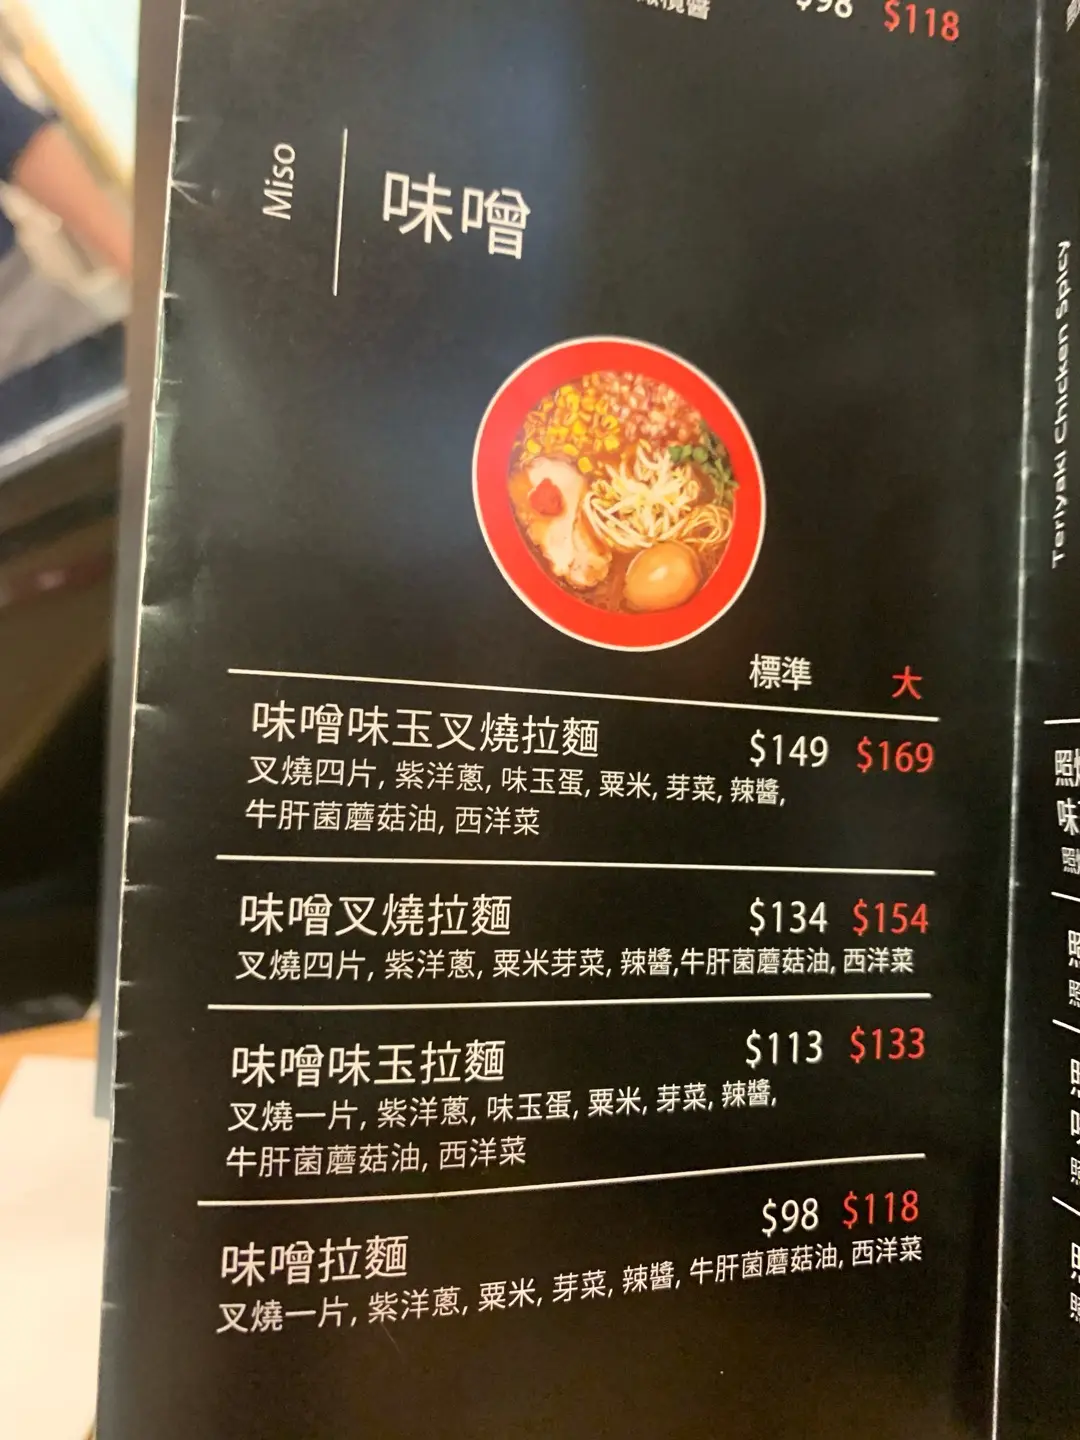 $98 $118
Miso
味噌
標準 大
味噌味玉叉燒拉麵 $149 $169
叉燒四片, 紫洋蔥, 味玉蛋, 粟米, 芽菜, 辣醬,
牛肝菌蘑菇油, 西洋菜
味噌叉燒拉麵 $134 $154
叉燒四片, 紫洋蔥, 粟米芽菜, 辣醬,牛肝菌蘑菇油, 西洋菜
味噌味玉拉麵 $113 $133
叉燒一片, 紫洋蔥, 味玉蛋, 粟米, 芽菜, 辣醬,
牛肝菌蘑菇油, 西洋菜
味噌拉麵 $98 $118
叉燒一片, 紫洋蔥, 粟米, 芽菜, 辣醬, 牛肝菌蘑菇油, 西洋菜
Teriyaki Chicken Spicy